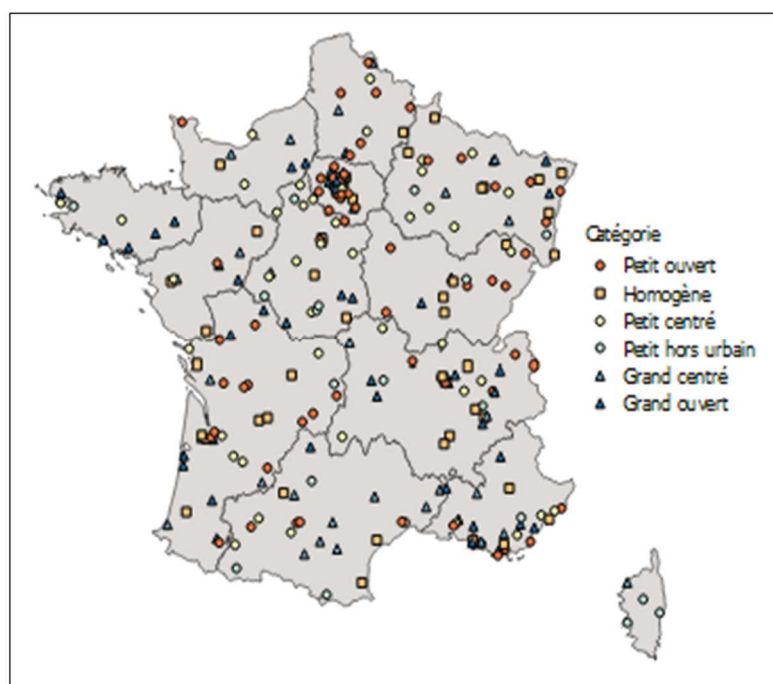 Catégorie
Petit ouvert
Homogène
Petit centré
Petit hors urbain
Grand centré
Grand ouvert